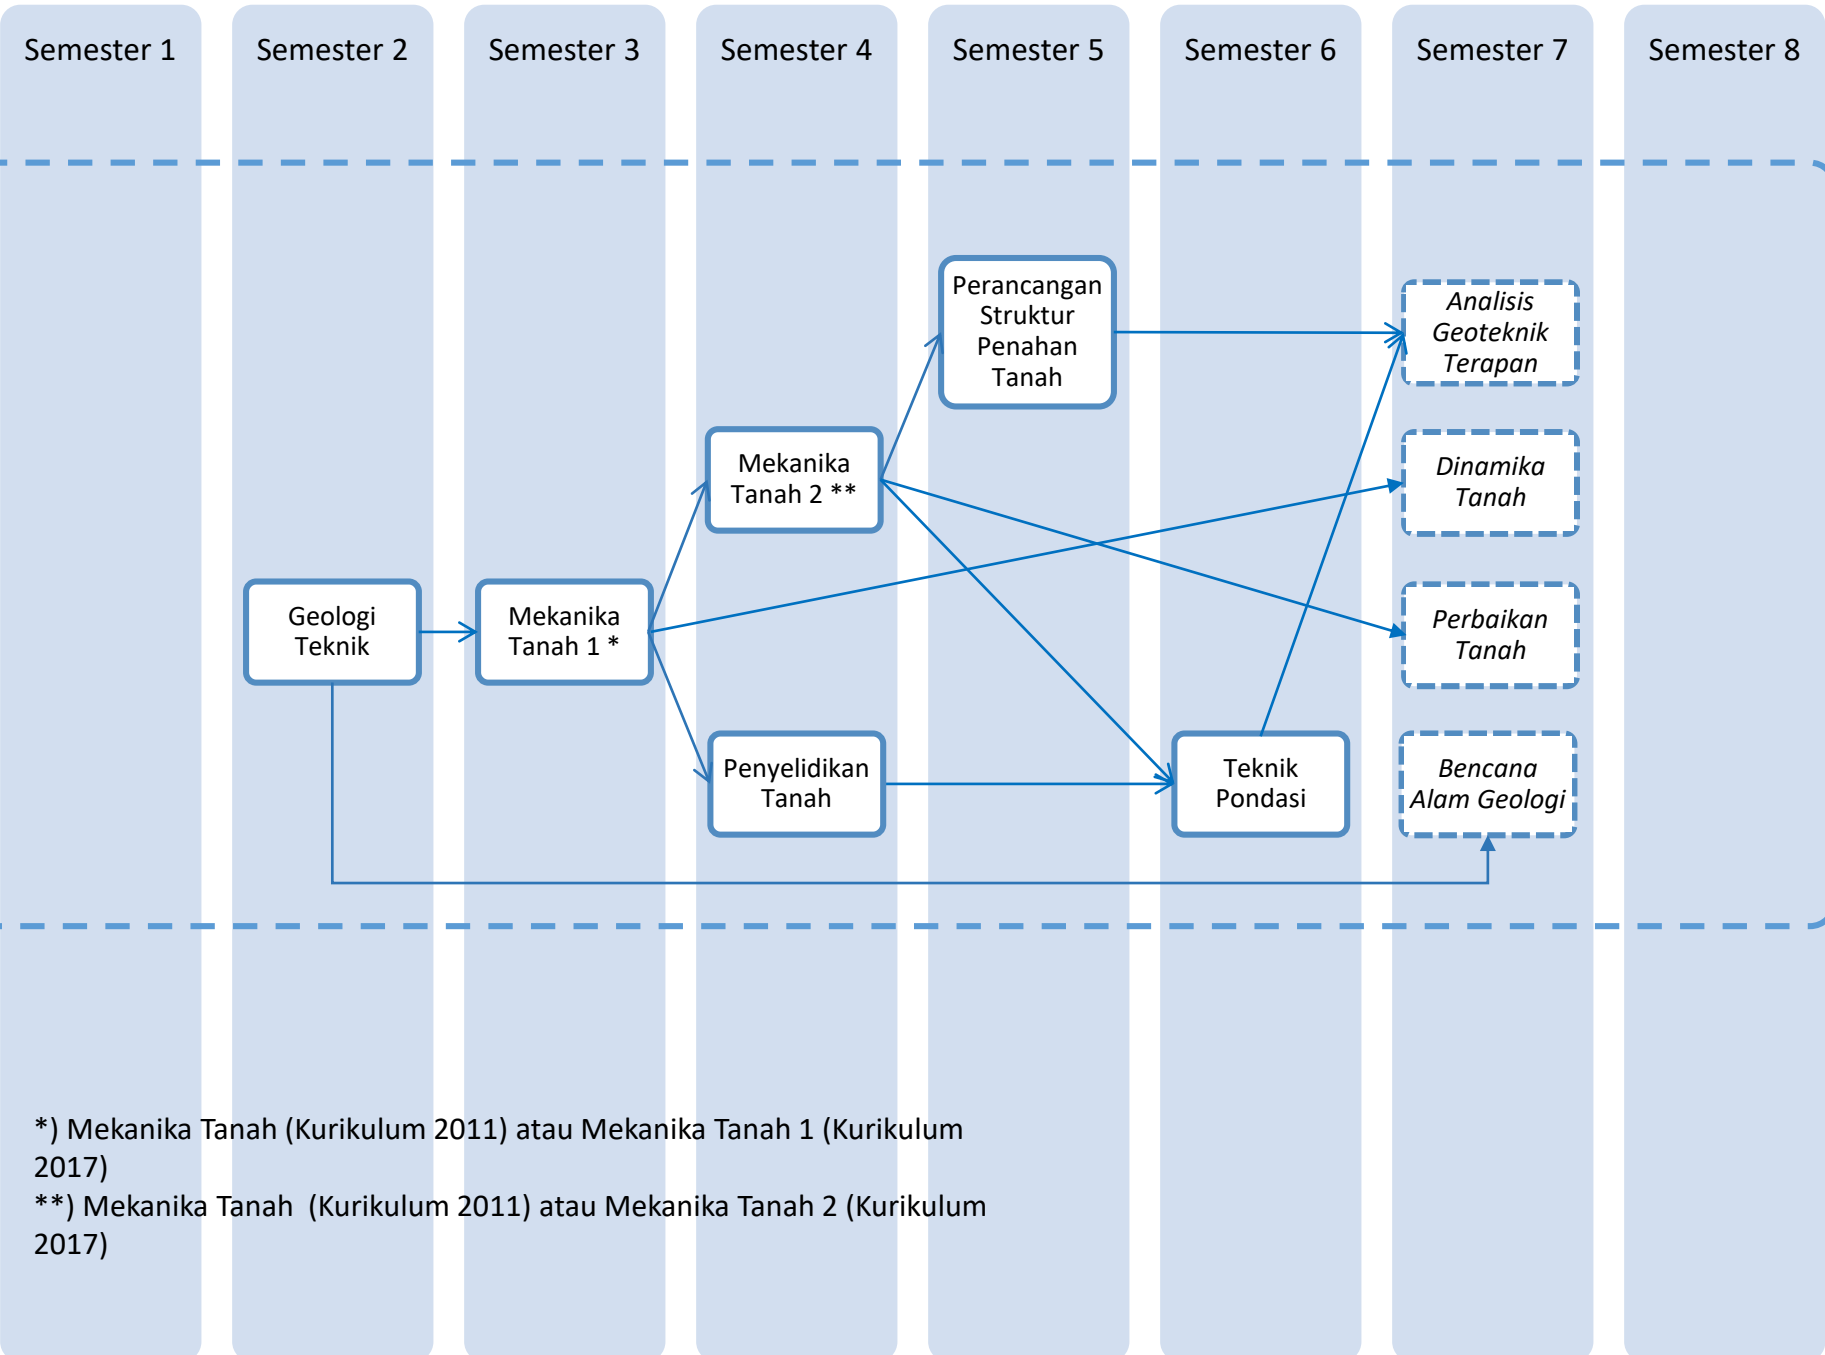 Semester 1
Semester 2
Semester 3
Semester 4
Semester 5
Semester 6
Semester 7
Semester 8
Perancangan
Struktur
Penahan
Tanah
Analisis
Geoteknik
Terapan
Mekanika
Tanah 2 **
Dinamika
Tanah
Geologi
Teknik
Mekanika
Tanah 1 *
Perbaikan
Tanah
Penyelidikan
Tanah
Teknik
Pondasi
Bencana
Alam Geologi
*) Mekanika Tanah (Kurikulum 2011) atau Mekanika Tanah 1 (Kurikulum
2017)
**) Mekanika Tanah  (Kurikulum 2011) atau Mekanika Tanah 2 (Kurikulum
2017)